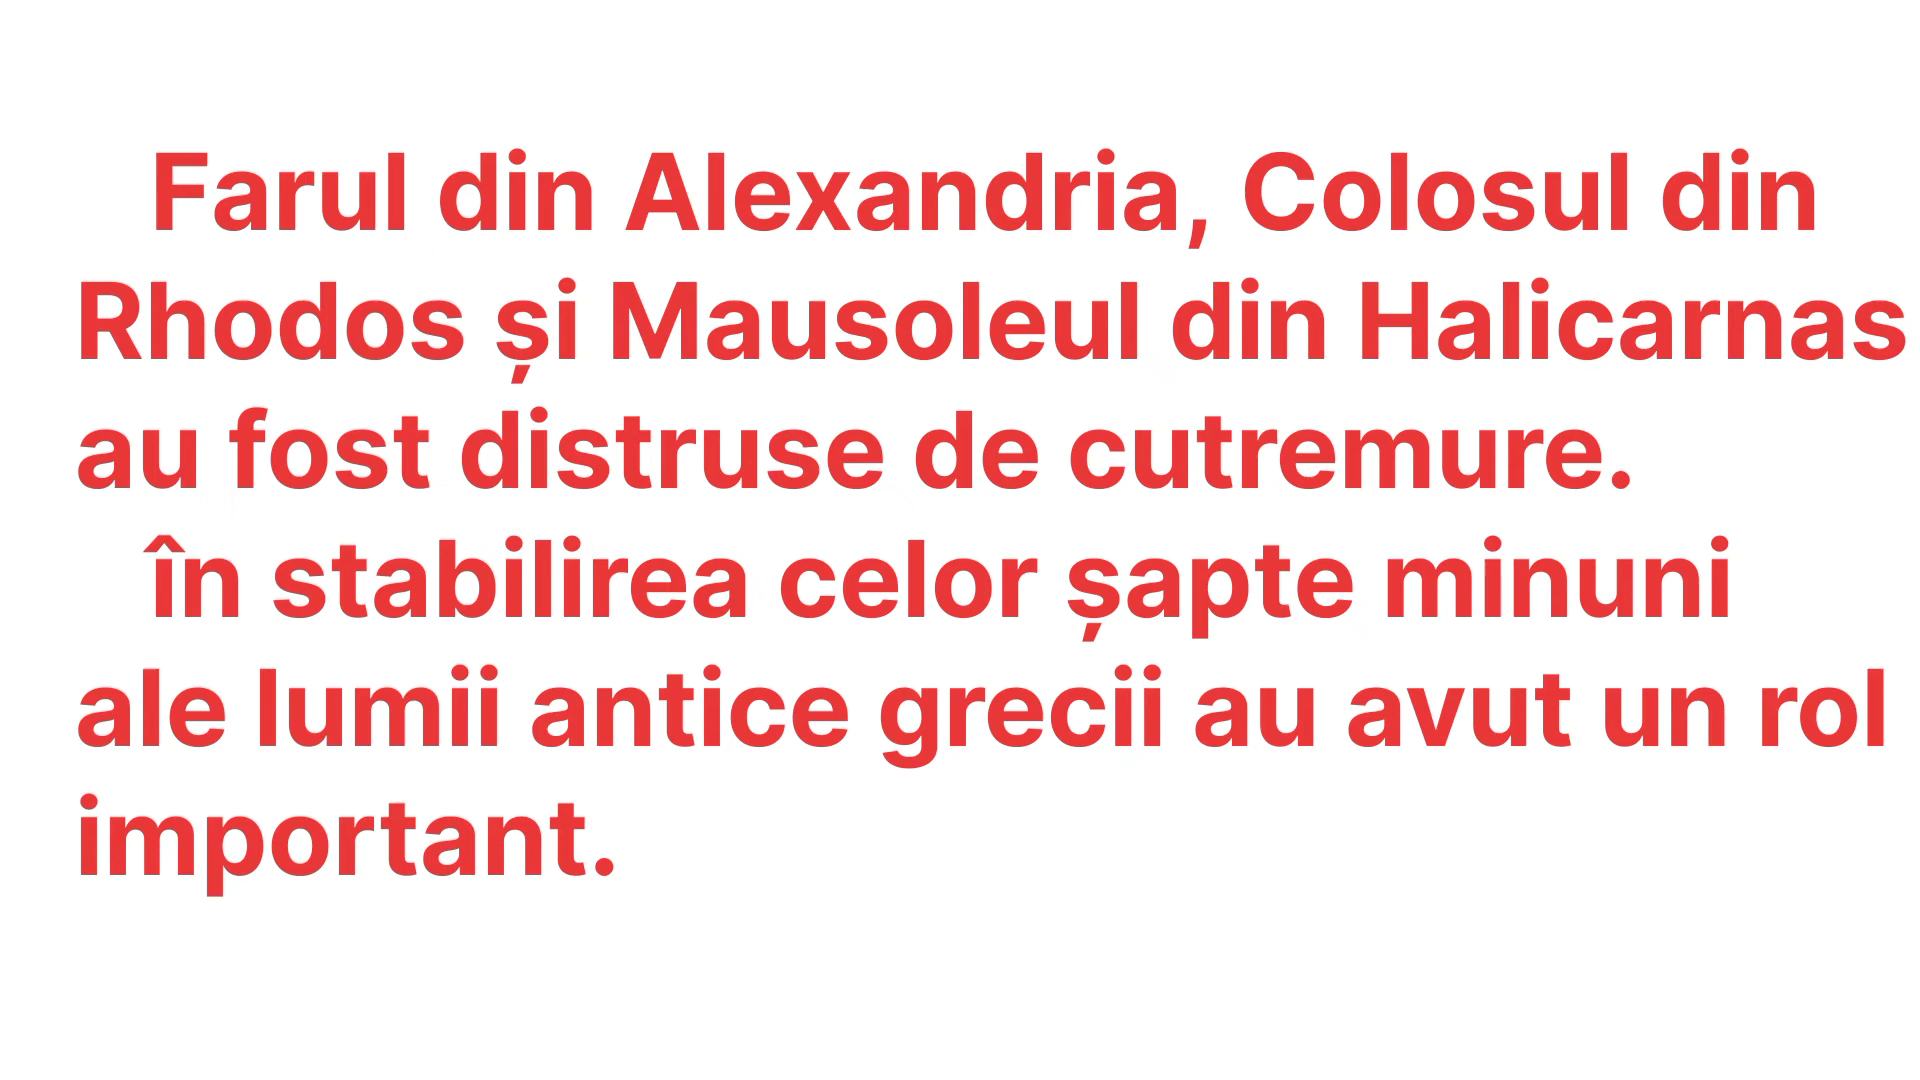 Farul din Alexandria, Colosul din
Rhodos și Mausoleul din Halicarnas
au fost distruse de cutremure.
în stabilirea celor șapte minuni
ale lumii antice grecii au avut un rol
important.